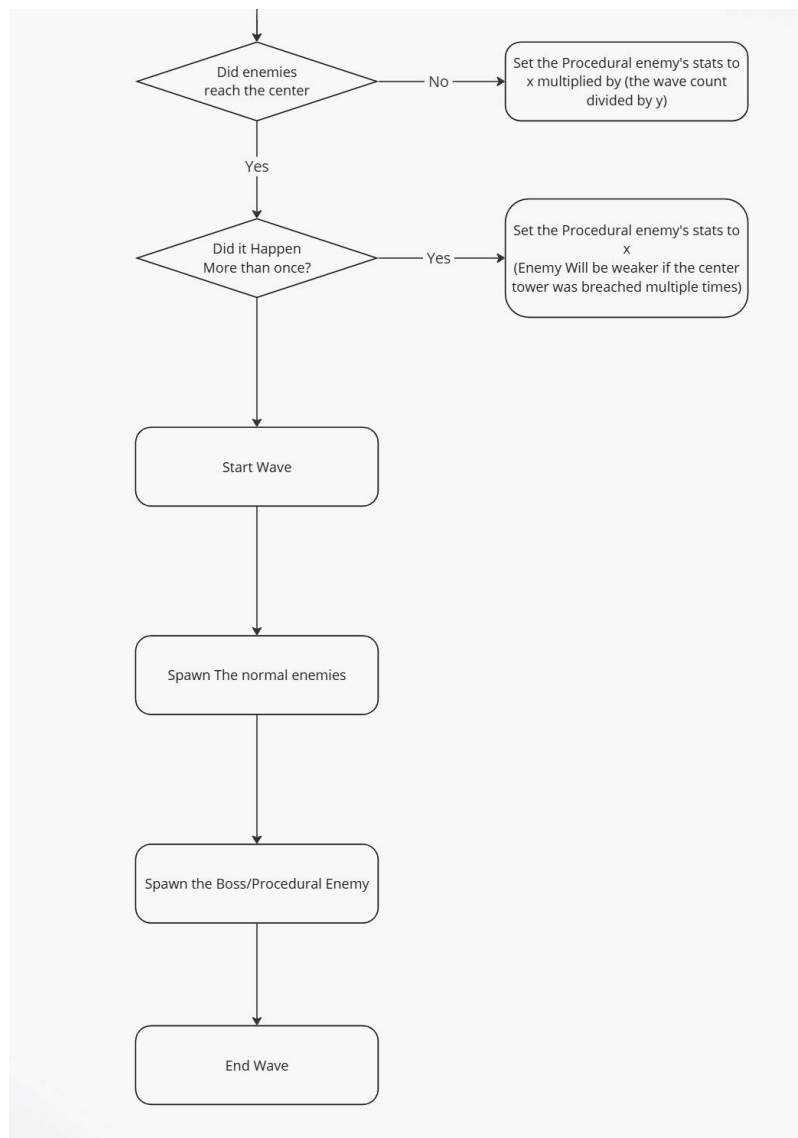 Did enemies
reach the center
No
Set the Procedural enemy's stats to
x multiplied by (the wave count
divided by y)
Yes
Did it Happen
More than once?
Yes
Set the Procedural enemy's stats to
x
(Enemy Will be weaker if the center
tower was breached multiple times)
Start Wave
Spawn The normal enemies
Spawn the Boss/Procedural Enemy
End Wave